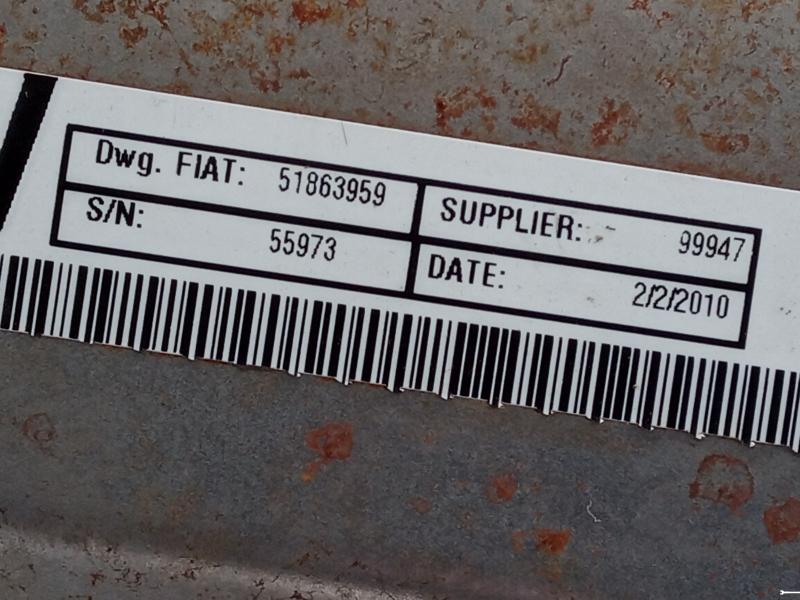 Dwg. FIAT: 51863959
SUPPLIER: 99947
S/N: 55973
DATE: 2/2/2010